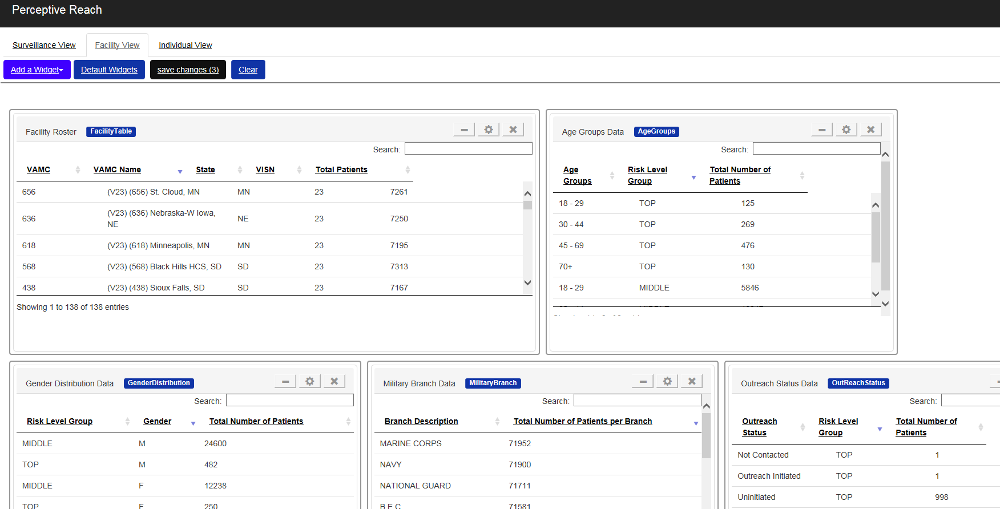 Perceptive Reach
Surveillance View Facility View Individual View
Add a Widget Default Widgets save changes (3) Clear
Facility Roster FacilityTable
Search:
VAMC VAMC Name State VISN Total Patients
656 (V23) (656) St. Cloud, MN MN 23 7261
636 (V23) (636) Nebraska-W Iowa, NE NE 23 7250
618 (V23) (618) Minneapolis, MN MN 23 7195
568 (V23) (568) Black Hills HCS, SD SD 23 7313
438 (V23) (438) Sioux Falls, SD SD 23 7167
Showing 1 to 138 of 138 entries
Age Groups Data AgeGroups
Search:
Age Groups Risk Level Group Total Number of Patients
18 - 29 TOP 125
30 - 44 TOP 269
45 - 69 TOP 476
70+ TOP 130
18 - 29 MIDDLE 5846
Gender Distribution Data GenderDistribution
Search:
Risk Level Group Gender Total Number of Patients
MIDDLE M 24600
TOP M 482
MIDDLE F 12238
TOP F 250
Military Branch Data MilitaryBranch
Search:
Branch Description Total Number of Patients per Branch
MARINE CORPS 71952
NAVY 71900
NATIONAL GUARD 71711
B.E.C. 71581
Outreach Status Data OutReachStatus
Search:
Outreach Status Risk Level Group Total Number of Patients
Not Contacted TOP 1
Outreach Initiated TOP 1
Uninitiated TOP 998